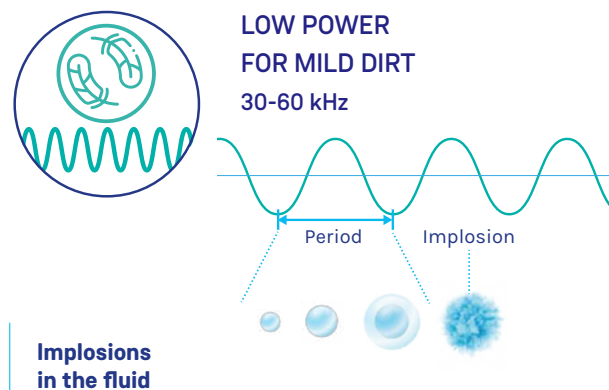 LOW POWER
FOR MILD DIRT
30-60 kHz
Period
Implosion
Implosions
in the fluid